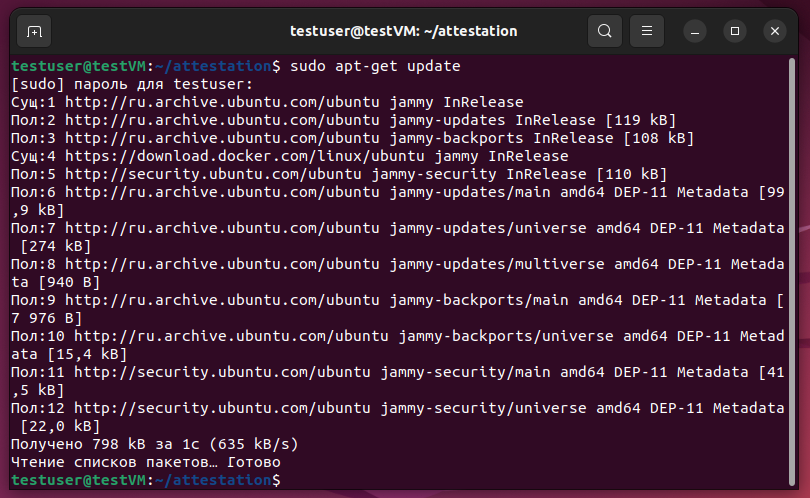 testuser@testVM: ~/attestation
testuser@testVM:~/attestation$ sudo apt-get update
[sudo] пароль для testuser:
Сущ:1 http://ru.archive.ubuntu.com/ubuntu jammy InRelease
Пол:2 http://ru.archive.ubuntu.com/ubuntu jammy-updates InRelease [119 kB]
Пол:3 http://ru.archive.ubuntu.com/ubuntu jammy-backports InRelease [108 kB]
Сущ:4 https://download.docker.com/linux/ubuntu jammy InRelease
Пол:5 http://security.ubuntu.com/ubuntu jammy-security InRelease [110 kB]
Пол:6 http://ru.archive.ubuntu.com/ubuntu jammy-updates/main amd64 DEP-11 Metadata [99
,9 kB]
Пол:7 http://ru.archive.ubuntu.com/ubuntu jammy-updates/universe amd64 DEP-11 Metadata
 [274 kB]
Пол:8 http://ru.archive.ubuntu.com/ubuntu jammy-updates/multiverse amd64 DEP-11 Metada
ta [940 B]
Пол:9 http://ru.archive.ubuntu.com/ubuntu jammy-backports/main amd64 DEP-11 Metadata [
7 976 B]
Пол:10 http://ru.archive.ubuntu.com/ubuntu jammy-backports/universe amd64 DEP-11 Metad
ata [15,4 kB]
Пол:11 http://security.ubuntu.com/ubuntu jammy-security/main amd64 DEP-11 Metadata [41
,5 kB]
Пол:12 http://security.ubuntu.com/ubuntu jammy-security/universe amd64 DEP-11 Metadata
 [22,0 kB]
Получено 798 kB за 1с (635 kB/s)
Чтение списков пакетов… Готово
testuser@testVM:~/attestation$